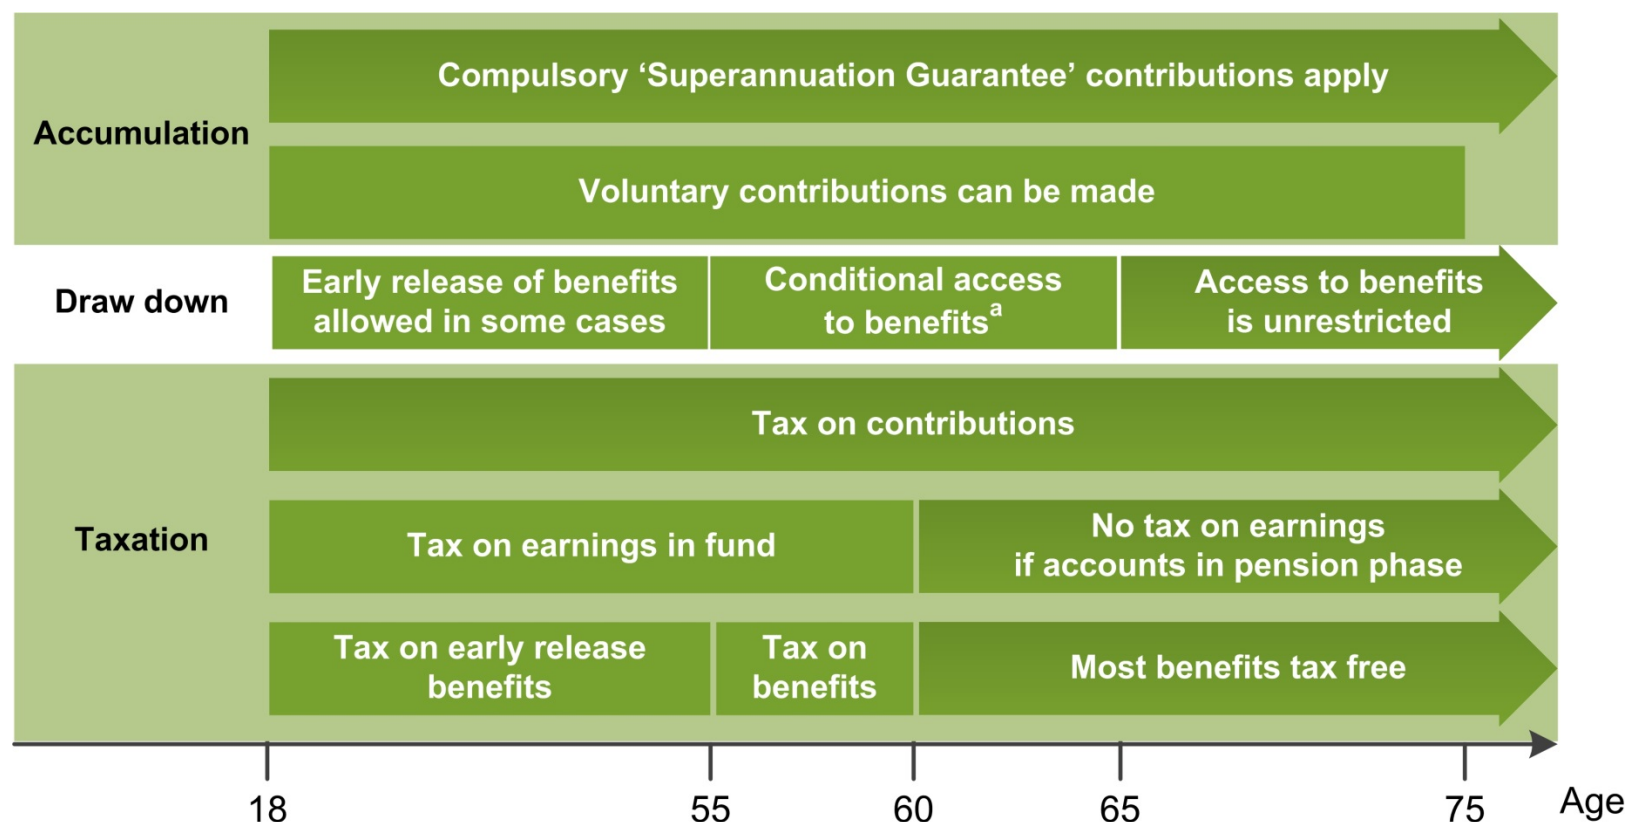 Accumulation
Compulsory ‘Superannuation Guarantee’ contributions apply
Voluntary contributions can be made
Draw down
Early release of benefits
allowed in some cases
Conditional access
to benefitsᵃ
Access to benefits
is unrestricted
Taxation
Tax on contributions
Tax on earnings in fund
No tax on earnings
if accounts in pension phase
Tax on early release
benefits
Tax on
benefits
Most benefits tax free
18 55 60 65 75 Age